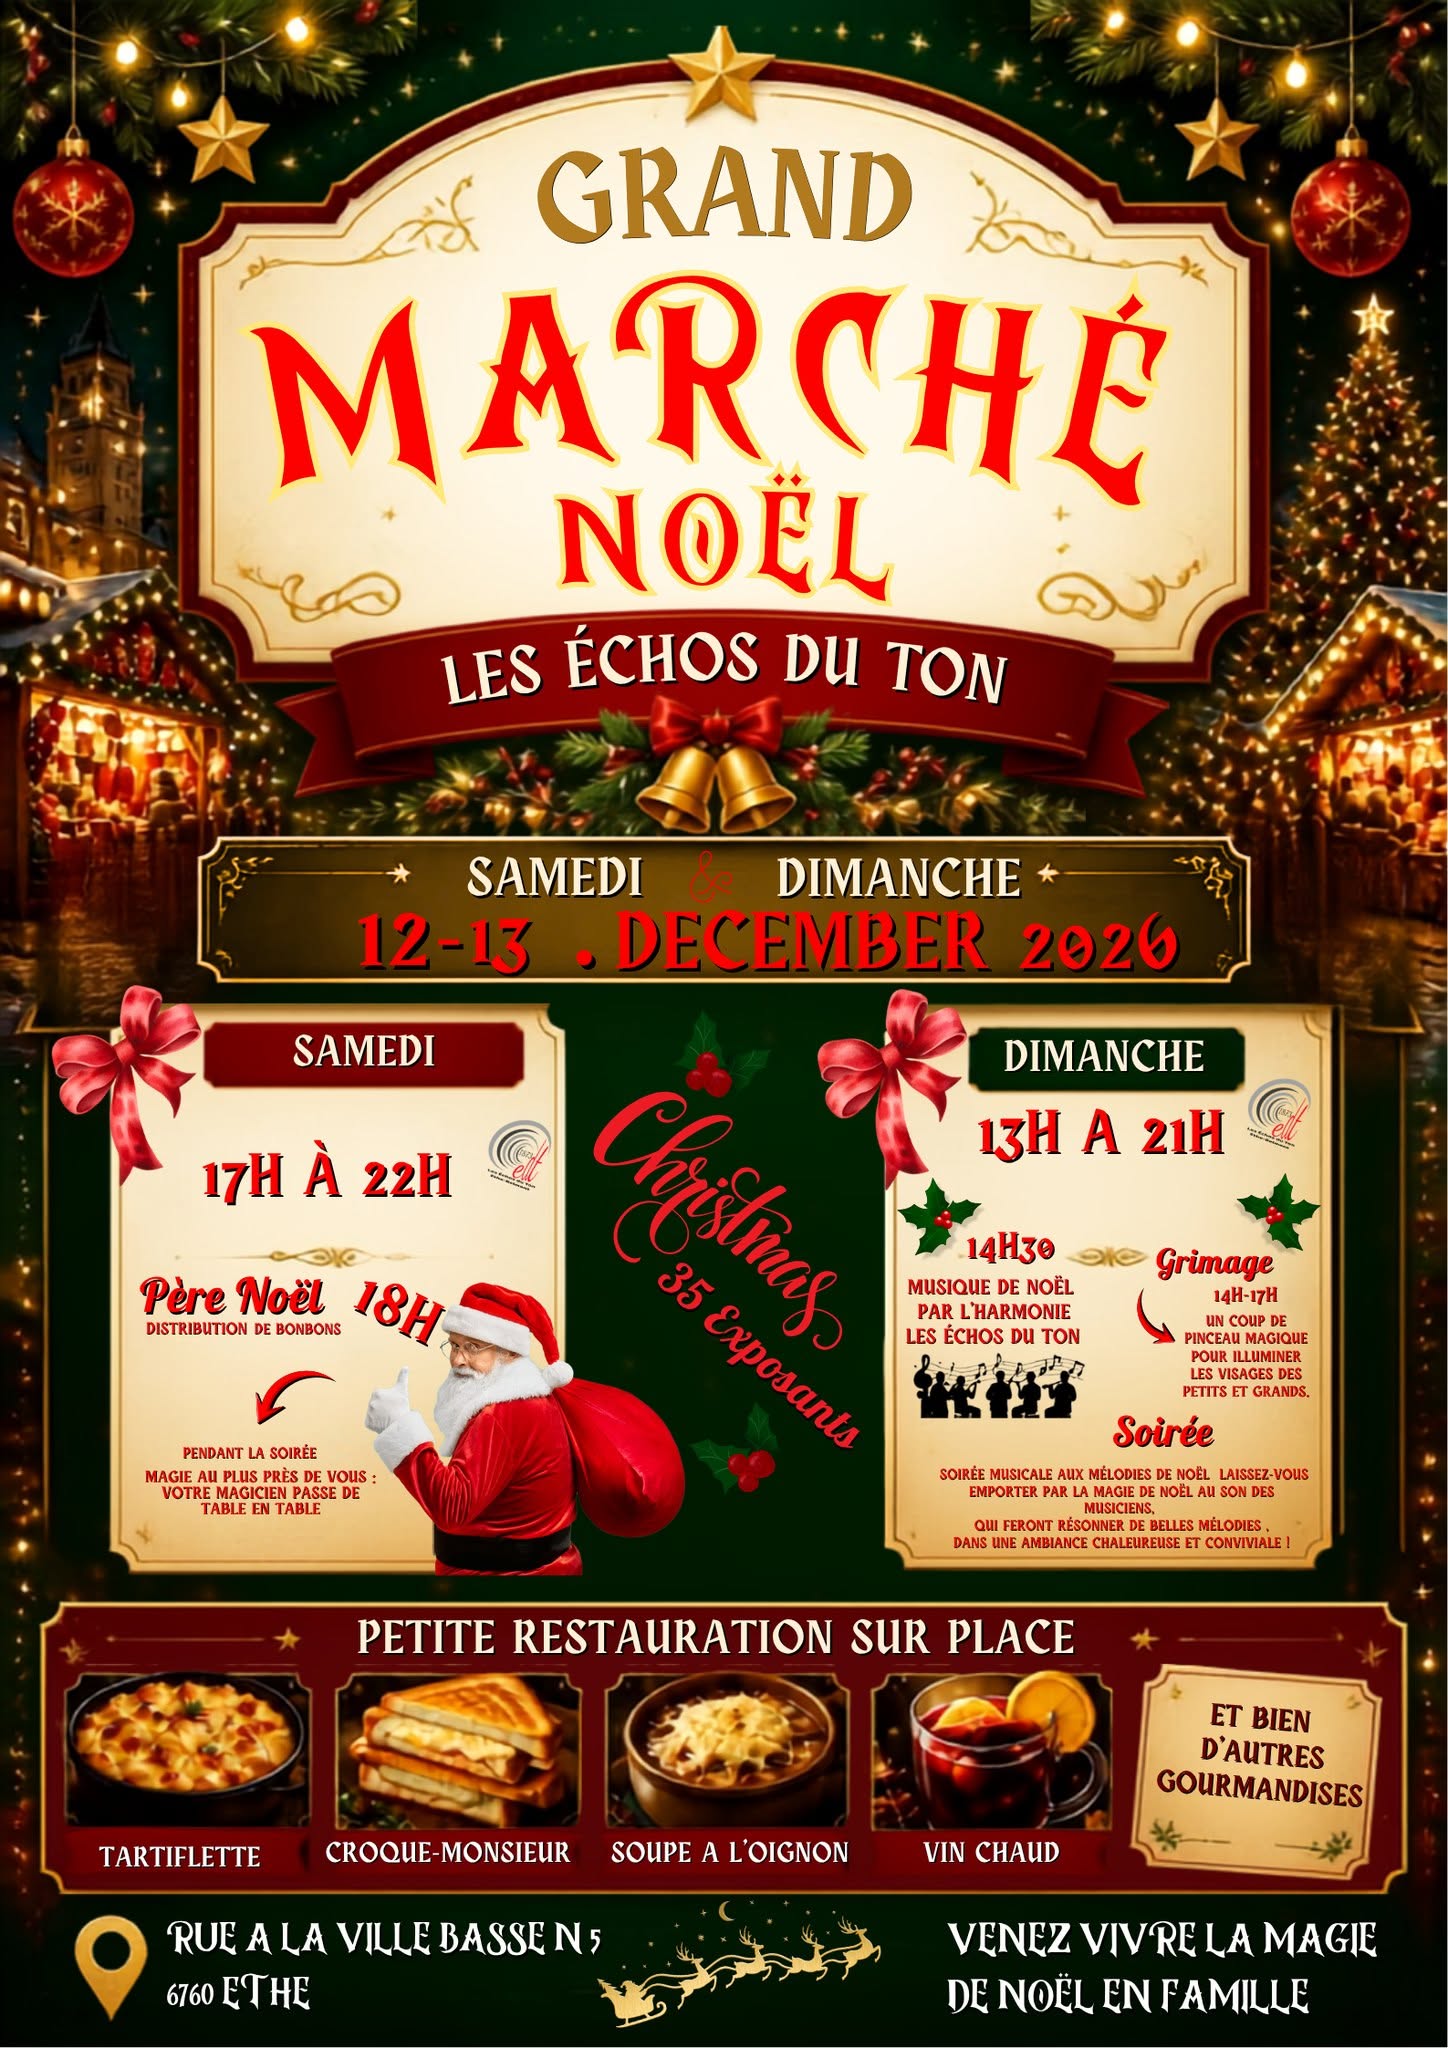 GRAND
MARCHÉ
NOËL
LES ÉCHOS DU TON
SAMEDI & DIMANCHE
12-13 . DECEMBER 2026
SAMEDI
17H À 22H
Père Noël 18H
DISTRIBUTION DE BONBONS
PENDANT LA SOIRÉE
MAGIE AU PLUS PRÈS DE VOUS :
VOTRE MAGICIEN PASSE DE
TABLE EN TABLE
Christmas
35 Exposants
DIMANCHE
13H A 21H
14H30
MUSIQUE DE NOËL
PAR L'HARMONIE
LES ÉCHOS DU TON
Grimage
14H-17H
UN COUP DE
PINCEAU MAGIQUE
POUR ILLUMINER
LES VISAGES DES
PETITS ET GRANDS.
Soirée
SOIRÉE MUSICALE AUX MÉLODIES DE NOËL LAISSEZ-VOUS
EMPORTER PAR LA MAGIE DE NOËL AU SON DES
MUSICIENS,
QUI FERONT RÉSONNER DE BELLES MÉLODIES ,
DANS UNE AMBIANCE CHALEUREUSE ET CONVIVIALE !
PETITE RESTAURATION SUR PLACE
TARTIFLETTE
CROQUE-MONSIEUR
SOUPE A L'OIGNON
VIN CHAUD
ET BIEN
D'AUTRES
GOURMANDISES
RUE A LA VILLE BASSE N 5
6760 ETHE
VENEZ VIVRE LA MAGIE
DE NOËL EN FAMILLE